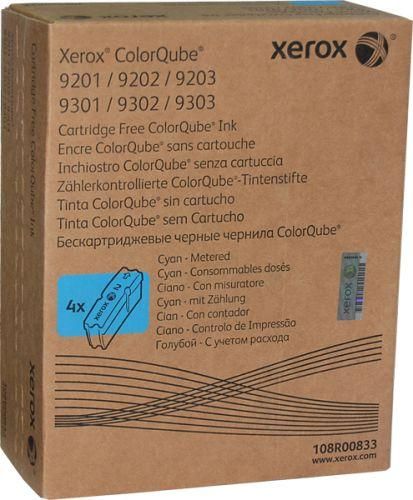 Xerox® ColorQube®
9201 / 9202 / 9203
9301 / 9302 / 9303
xerox
Cartridge Free ColorQube® Ink
Encre ColorQube® sans cartouche
Inchiostro ColorQube® senza cartuccia
Zählerkontrollierte ColorQube®-Tintenstifte
Tinta ColorQube® sin cartucho
Tinta ColorQube® sem Cartucho
Бескартриджевые черные чернила ColorQube®
Cyan - Metered
Cyan - Consommables dosés
Ciano - Con misuratore
Cyan - mit Zählung
Cian - Con contador
Ciano - Controlo de Impressão
Голубой - С учетом расхода
4x
xerox
108R00833
www.xerox.com